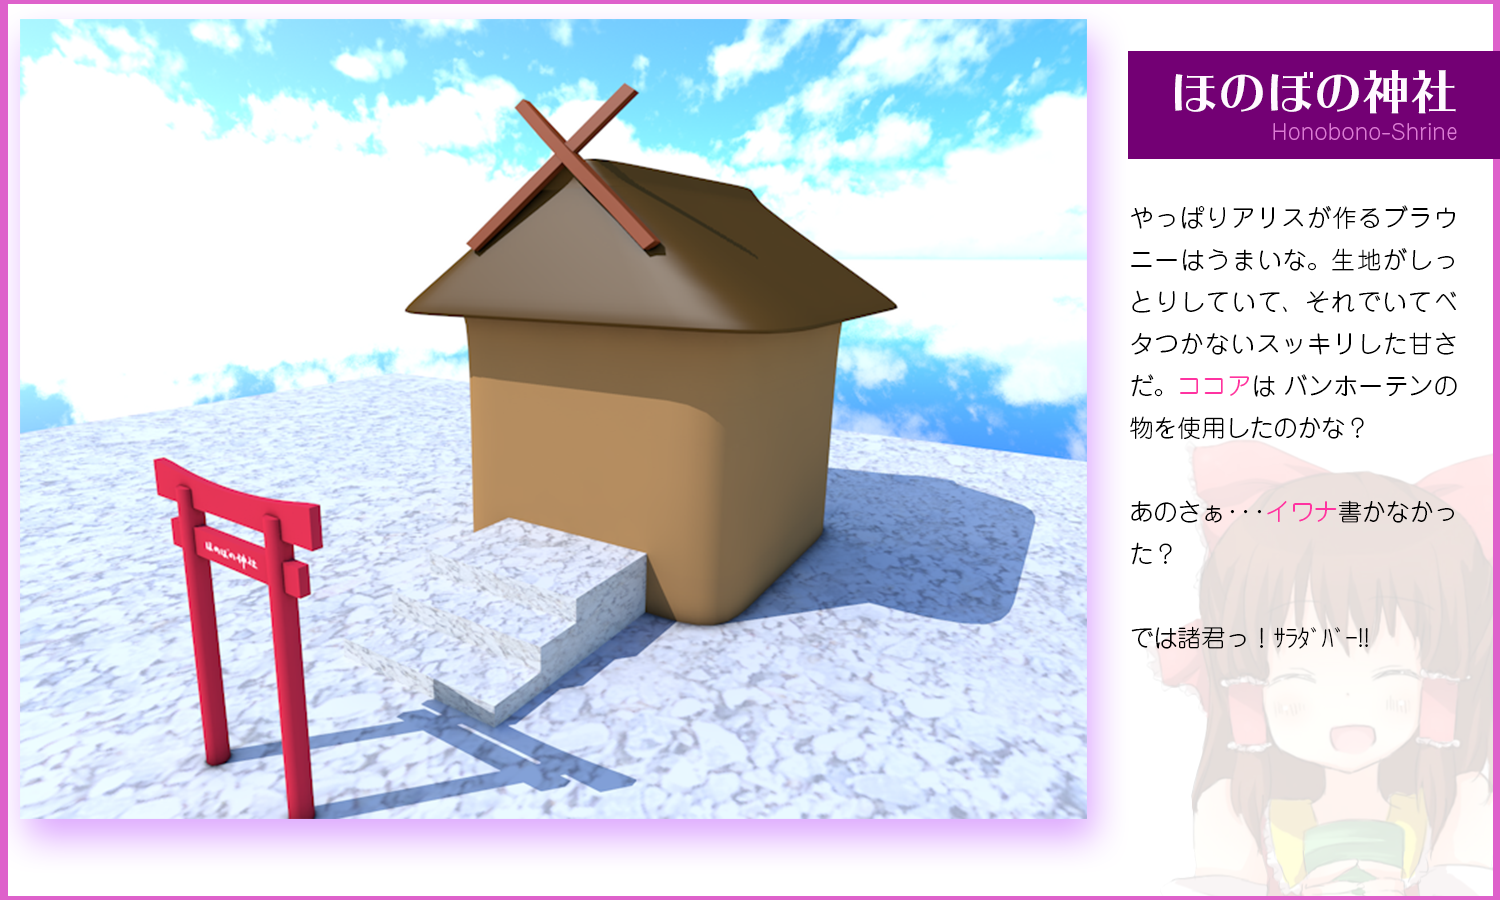 ほのぼの神社
Honobono-Shrine
やっぱりアリスが作るブラウ
ニーはうまいな。生地がしっ
とりしていて、それでいてベ
タつかないスッキリした甘さ
だ。ココアは バンホーテンの
物を使用したのかな？
あのさぁ･･･イワナ書かなかっ
た？
では諸君っ！ｻﾗﾀﾞﾊﾞｰ!!
ほのぼの神社